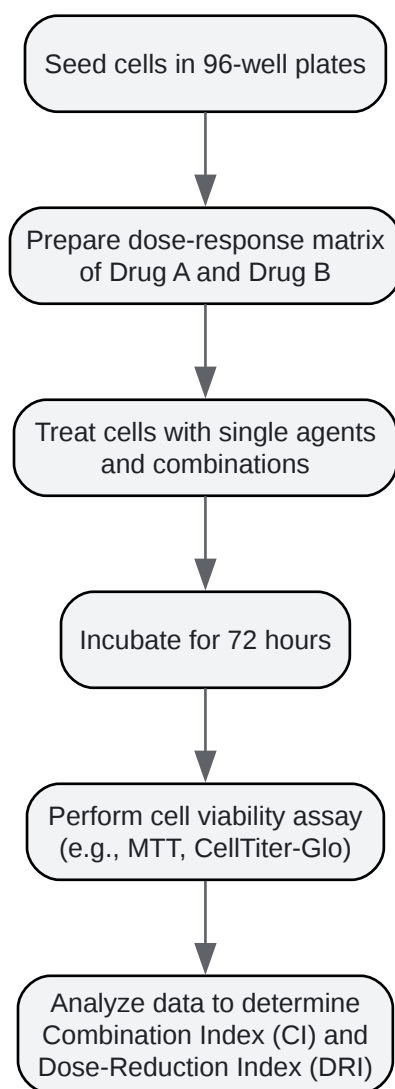 Seed cells in 96-well plates
Prepare dose-response matrix
of Drug A and Drug B
Treat cells with single agents
and combinations
Incubate for 72 hours
Perform cell viability assay
(e.g., MTT, CellTiter-Glo)
Analyze data to determine
Combination Index (CI) and
Dose-Reduction Index (DRI)